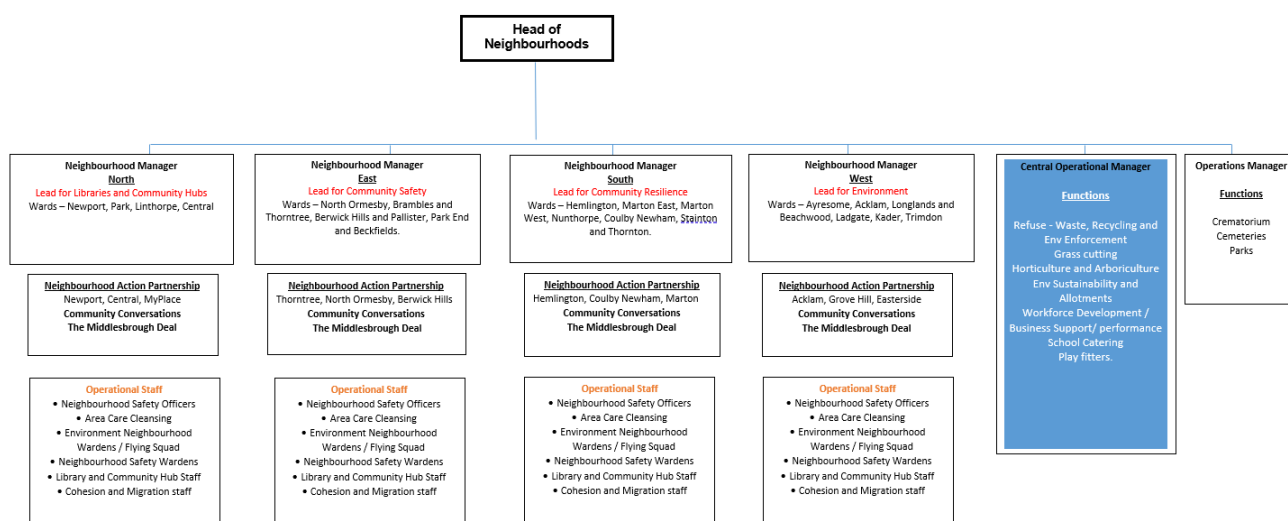 Head of
Neighbourhoods
Neighbourhood Manager
North
Lead for Libraries and Community Hubs
Wards – Newport, Park, Linthorpe, Central
Neighbourhood Manager
East
Lead for Community Safety
Wards – North Ormesby, Brambles and
Thorntree, Berwick Hills and Pallister, Park End
and Beckfields.
Neighbourhood Manager
South
Lead for Community Resilience
Wards – Hemlington, Marton East, Marton
West, Nunthorpe, Coulby Newham, Stainton
and Thornton.
Neighbourhood Manager
West
Lead for Environment
Wards – Ayresome, Acklam, Longlands and
Beachwood, Ladgate, Kader, Trimdon
Central Operational Manager
Functions
Refuse - Waste, Recycling and
Env Enforcement
Grass cutting
Horticulture and Arboriculture
Env Sustainability and
Allotments
Workforce Development /
Business Support/ performance
School Catering
Play fitters.
Operations Manager
Functions
Crematorium
Cemeteries
Parks
Neighbourhood Action Partnership
Newport, Central, MyPlace
Community Conversations
The Middlesbrough Deal
Neighbourhood Action Partnership
Thorntree, North Ormesby, Berwick Hills
Community Conversations
The Middlesbrough Deal
Neighbourhood Action Partnership
Hemlington, Coulby Newham, Marton
Community Conversations
The Middlesbrough Deal
Neighbourhood Action Partnership
Acklam, Grove Hill, Easterside
Community Conversations
The Middlesbrough Deal
Operational Staff
• Neighbourhood Safety Officers
• Area Care Cleansing
• Environment Neighbourhood
Wardens / Flying Squad
• Neighbourhood Safety Wardens
• Library and Community Hub Staff
• Cohesion and Migration staff
Operational Staff
• Neighbourhood Safety Officers
• Area Care Cleansing
• Environment Neighbourhood
Wardens / Flying Squad
• Neighbourhood Safety Wardens
• Library and Community Hub Staff
• Cohesion and Migration staff
Operational Staff
• Neighbourhood Safety Officers
• Area Care Cleansing
• Environment Neighbourhood
Wardens / Flying Squad
• Neighbourhood Safety Wardens
• Library and Community Hub Staff
• Cohesion and Migration staff
Operational Staff
• Neighbourhood Safety Officers
• Area Care Cleansing
• Environment Neighbourhood
Wardens / Flying Squad
• Neighbourhood Safety Wardens
• Library and Community Hub Staff
• Cohesion and Migration staff